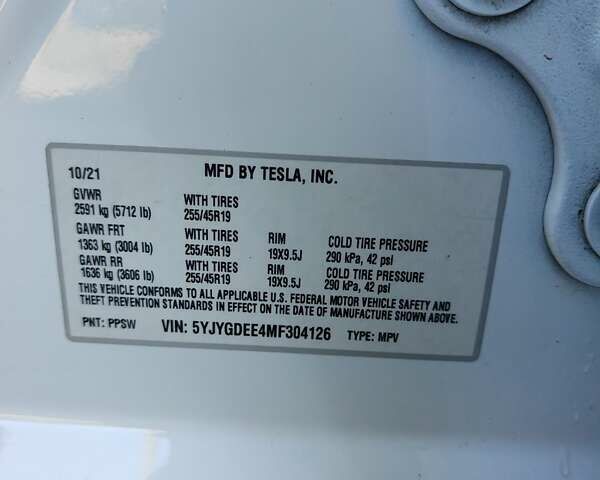 10/21 MFD BY TESLA, INC.
GVWR WITH TIRES
2591 kg (5712 lb) 255/45R19
GAWR FRT WITH TIRES RIM COLD TIRE PRESSURE
1363 kg (3004 lb) 255/45R19 19X9.5J 290 kPa, 42 psi
GAWR RR WITH TIRES RIM COLD TIRE PRESSURE
1636 kg (3606 lb) 255/45R19 19X9.5J 290 kPa, 42 psi
THIS VEHICLE CONFORMS TO ALL APPLICABLE U.S. FEDERAL MOTOR VEHICLE SAFETY AND
THEFT PREVENTION STANDARDS IN EFFECT ON THE DATE OF MANUFACTURE SHOWN ABOVE.
PNT: PPSW VIN: 5YJYGDEE4MF304126 TYPE: MPV